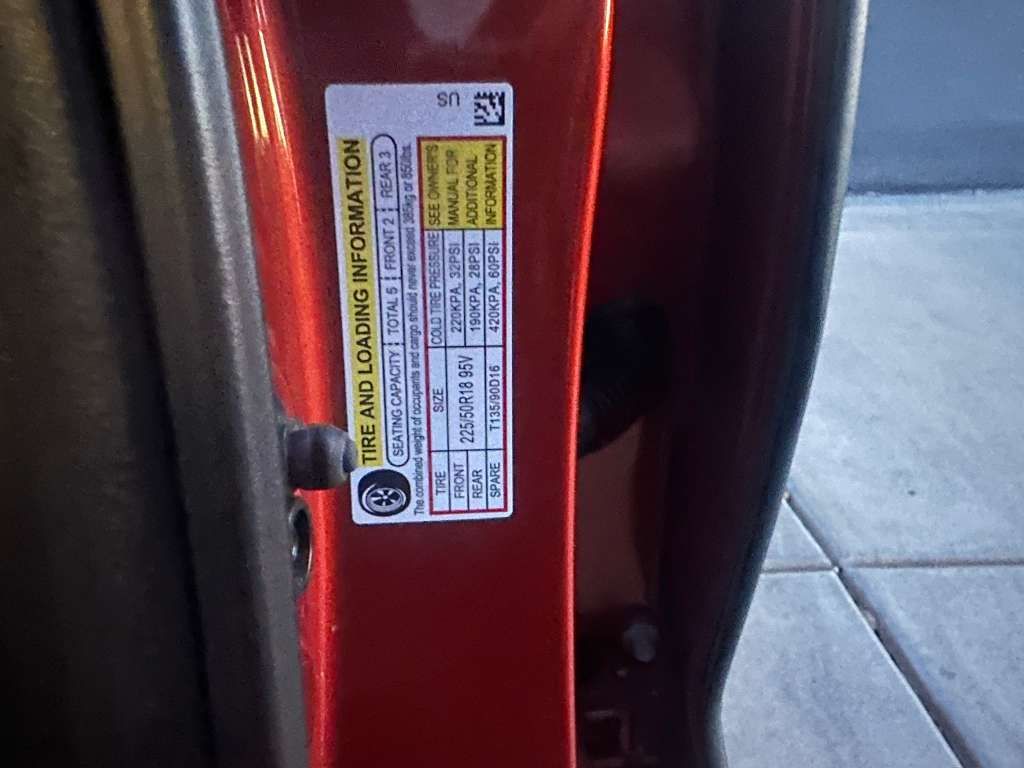 TIRE AND LOADING INFORMATION
SEATING CAPACITY TOTAL 5 FRONT 2 REAR 3
The combined weight of occupants and cargo should never exceed 385kg or 850lbs.
TIRE SIZE COLD TIRE PRESSURE SEE OWNER'S
FRONT 225/50R18 95V 220KPA, 32PSI MANUAL FOR
REAR 190KPA, 28PSI ADDITIONAL
SPARE T135/90D16 420KPA, 60PSI INFORMATION
US